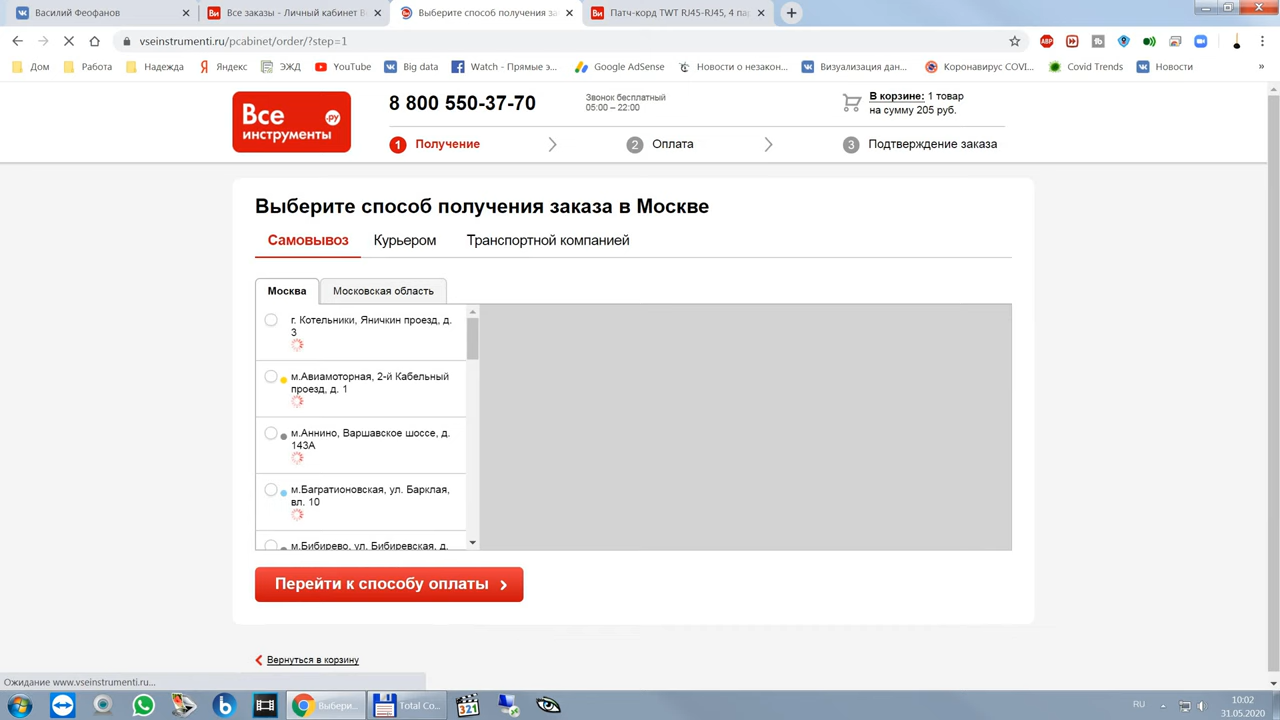 Василий Феофанов
Все заказы - Личный кабинет В
Выберите способ получения за
Патч-корд TWT RJ45-RJ45, 4 пар
vseinstrumenti.ru/pcabinet/order/?step=1
Дом
Работа
Надежда
Яндекс
ЭЖД
YouTube
Big data
Watch - Прямые э...
Google AdSense
Новости о незакон...
Визуализация дан...
Коронавирус COVI...
Covid Trends
Новости
Все
инструменты
.РУ
8 800 550-37-70
Звонок бесплатный
05:00 – 22:00
В корзине: 1 товар
на сумму 205 руб.
1 Получение
2 Оплата
3 Подтверждение заказа
Выберите способ получения заказа в Москве
Самовывоз
Курьером
Транспортной компанией
Москва
Московская область
г. Котельники, Яничкин проезд, д.
3
м.Авиамоторная, 2-й Кабельный
проезд, д. 1
м.Аннино, Варшавское шоссе, д.
143А
м.Багратионовская, ул. Барклая,
вл. 10
м.Бибирево, ул. Бибиревская, д.
Перейти к способу оплаты
Вернуться в корзину
Ожидание www.vseinstrumenti.ru...
Выбери...
Total Co...
321
RU
10:02
31.05.2020